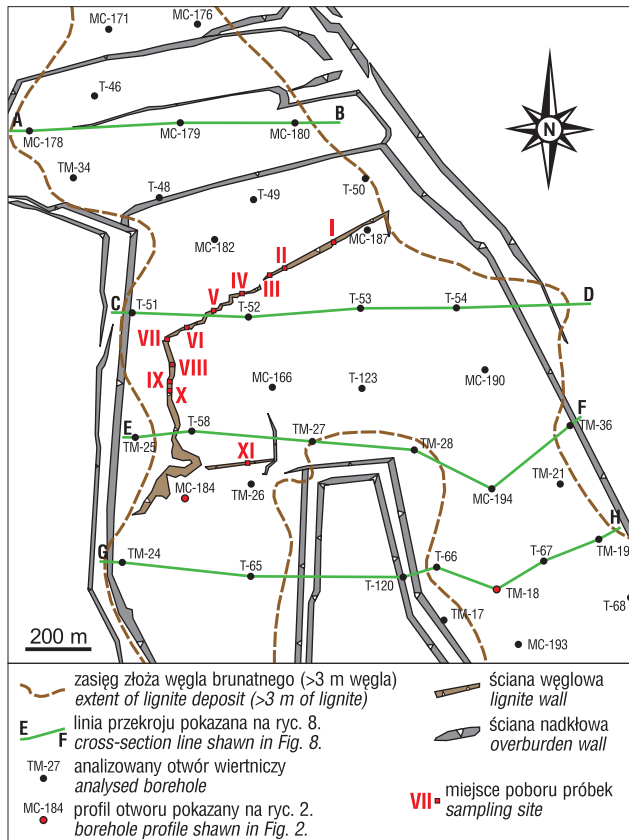 MC-171
MC-176
T-46
A
B
MC-178
MC-179
MC-180
N
TM-34
T-48
T-49
T-50
I
MC-187
MC-182
II
III
IV
V
C
D
T-51
T-52
T-53
T-54
VI
VII
VIII
IX
X
MC-166
T-123
MC-190
F
E
TM-25
T-58
TM-27
TM-28
TM-36
XI
MC-184
TM-26
MC-194
TM-21
H
G
TM-24
T-65
T-120
T-66
T-67
TM-19
TM-18
T-68
TM-17
MC-193
200 m
zasięg złoża węgla brunatnego (>3 m węgla)
extent of lignite deposit (>3 m of lignite)
E
F
linia przekroju pokazana na ryc. 8.
cross-section line shown in Fig. 8.
TM-27
analizowany otwór wiertniczy
analysed borehole
MC-184
profil otworu pokazany na ryc. 2.
borehole profile shown in Fig. 2.
ściana węglowa
lignite wall
ściana nadkłowa
overburden wall
VII
miejsce poboru próbek
sampling site